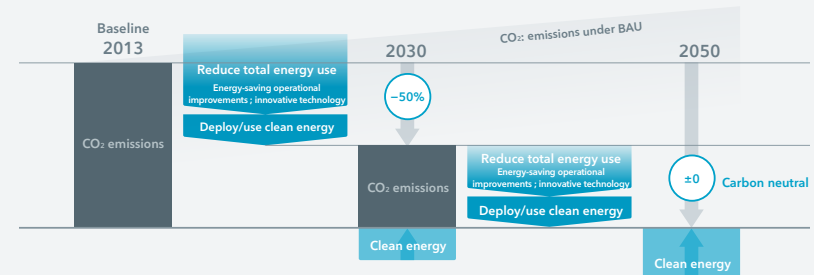 Baseline
2013
CO₂ emissions
Reduce total energy use
Energy-saving operational
improvements ; innovative technology
Deploy/use clean energy
2030
−50%
CO₂ emissions
Clean energy
CO₂: emissions under BAU
Reduce total energy use
Energy-saving operational
improvements ; innovative technology
Deploy/use clean energy
2050
±0
Carbon neutral
Clean energy